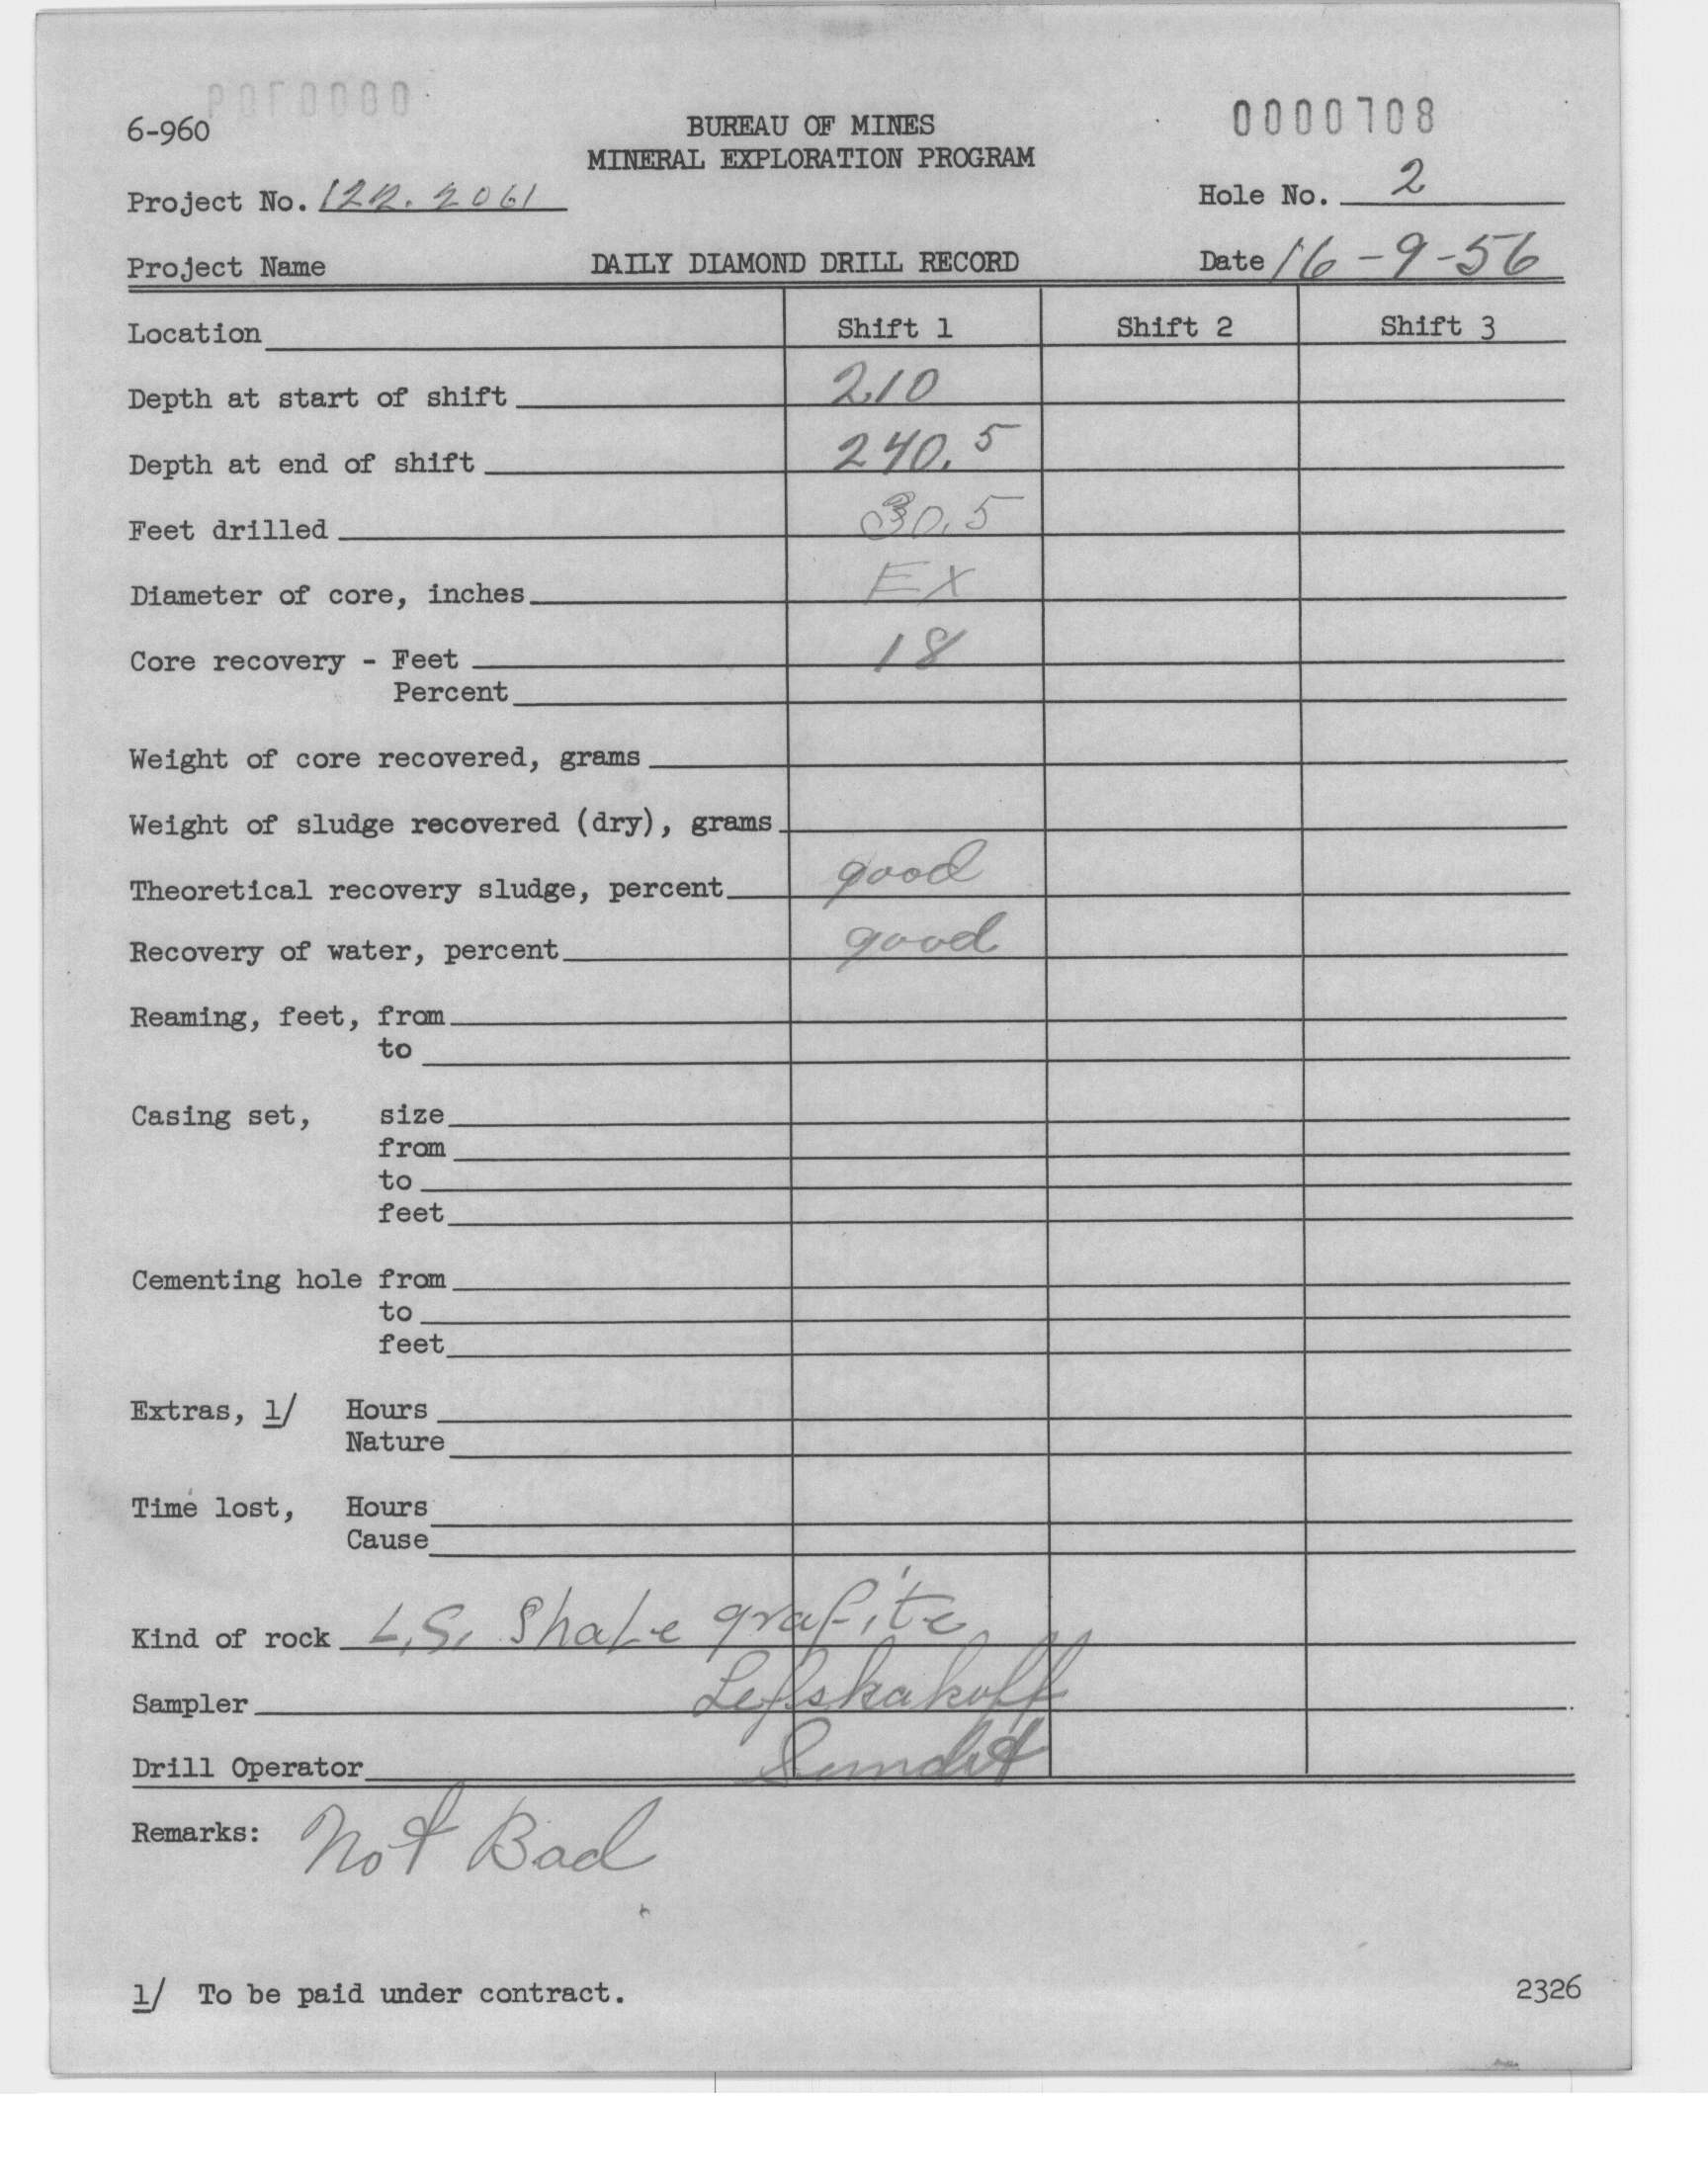 6-960
BUREAU OF MINES
0000708
MINERAL EXPLORATION PROGRAM
Project No. 122.2061
Hole No. 2
Project Name
DAILY DIAMOND DRILL RECORD
Date 16-9-56
Location Shift 1 Shift 2 Shift 3
Depth at start of shift 210
Depth at end of shift 240.5
Feet drilled 30.5
Diameter of core, inches EX
Core recovery - Feet 18
Percent
Weight of core recovered, grams
Weight of sludge recovered (dry), grams
Theoretical recovery sludge, percent good
Recovery of water, percent good
Reaming, feet, from
to
Casing set, size
from
to
feet
Cementing hole from
to
feet
Extras, 1/ Hours
Nature
Time lost, Hours
Cause
Kind of rock L.S. Shale grafite
Sampler
Drill Operator
Remarks: Not Bad
1/ To be paid under contract.
2326